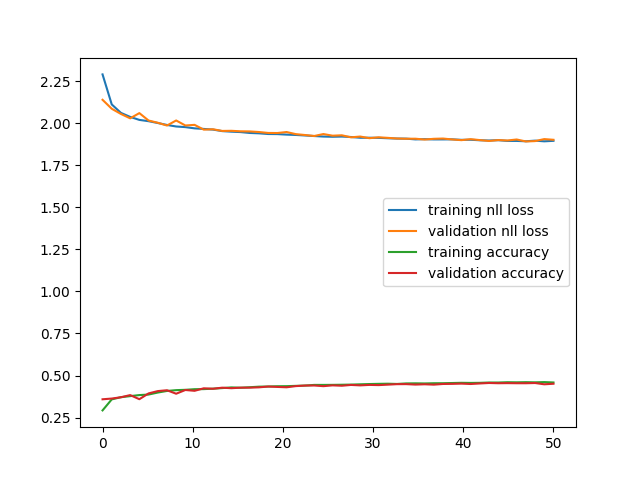 2.25
2.00
1.75
1.50
1.25
1.00
0.75
0.50
0.25
training nll loss
validation nll loss
training accuracy
validation accuracy
0 10 20 30 40 50